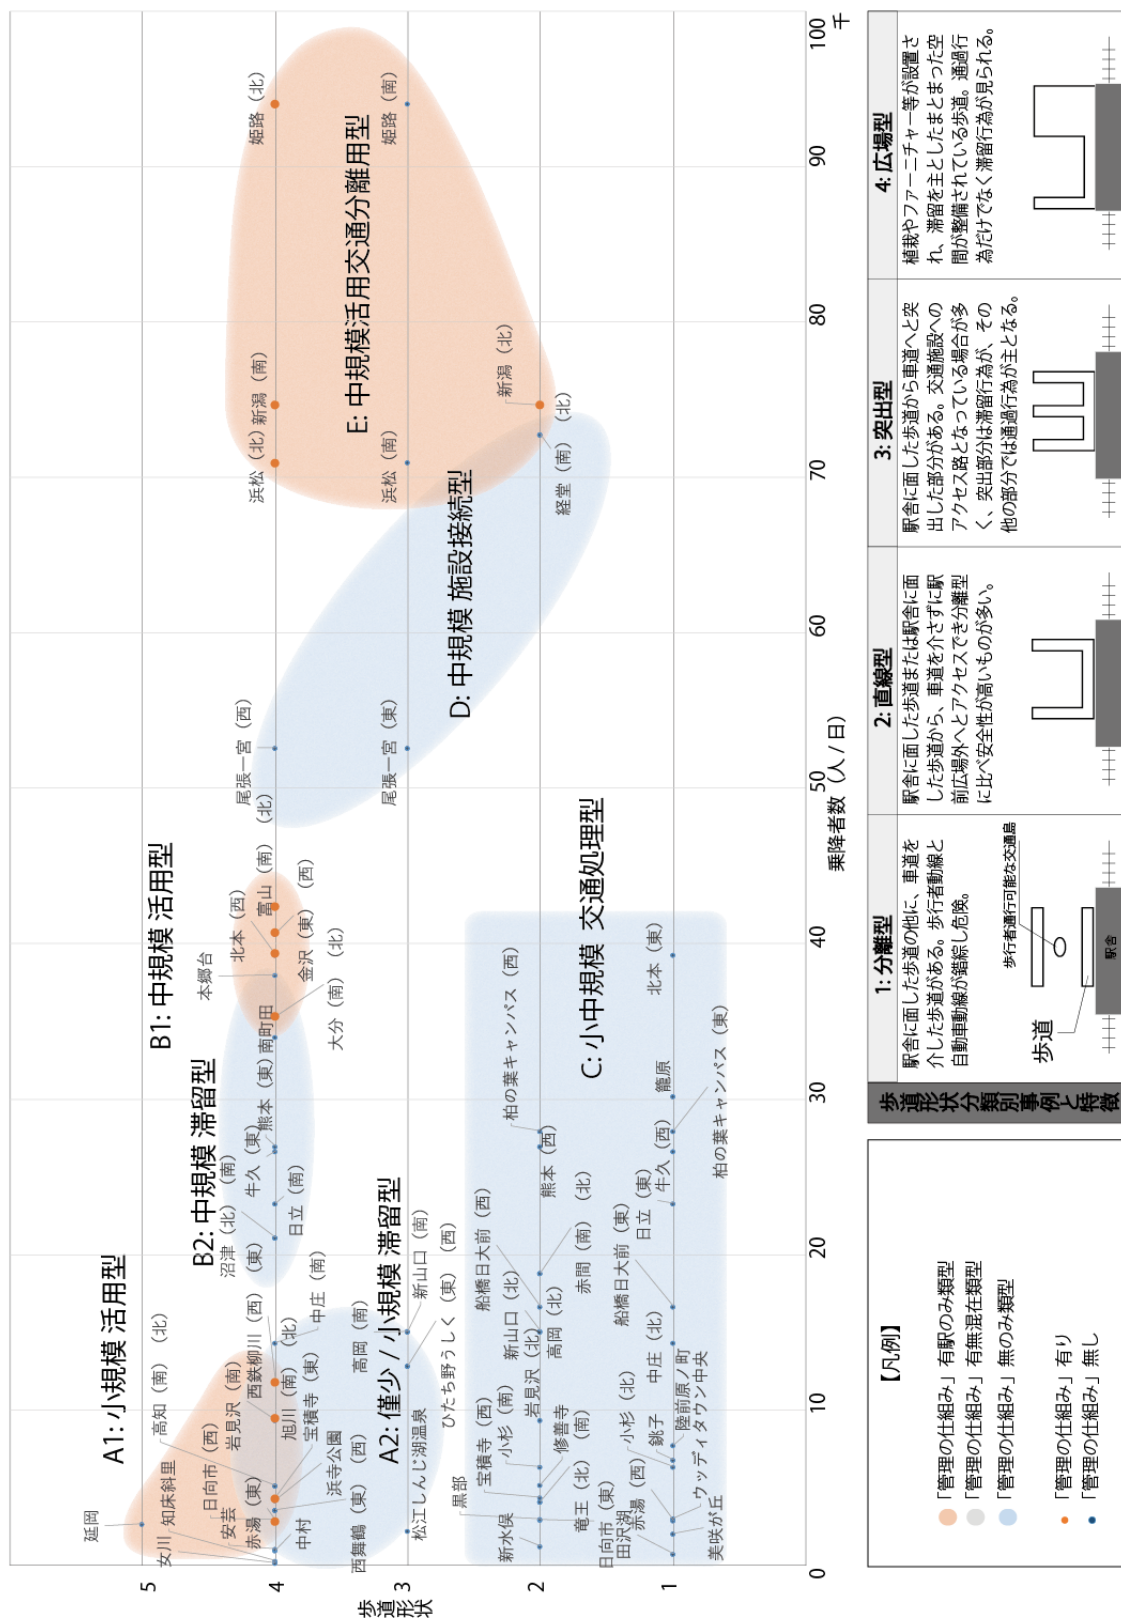 歩道形状
5
4
3
2
1
0
10
20
30
40
50
60
70
80
90
100
千
乗降者数（人 / 日）
A1: 小規模 活用型
A2: 僅少 / 小規模 滞留型
B1: 中規模 活用型
B2: 中規模 滞留型
C: 小中規模 交通処理型
D: 中規模 施設接続型
E: 中規模活用交通分離用型
延岡
女川
知床斜里
高知（南）（北）
日向市（西）
安芸
赤湯（東）
岩見沢（南）
西鉄柳川（西）
旭川（南）（北）
宝積寺（東）
浜寺公園
中村
西舞鶴（東）（西）
中庄（南）
沼津（北）（南）
（東）
牛久（東）
熊本（東）
日立（南）
南町田
本郷台
北本（西）
富山（南）（北）
金沢（東）（西）
大分（南）（北）
尾張一宮（西）
浜松（北）
新潟（南）
姫路（北）
松江しんじ湖温泉
高岡（南）
新山口（南）
ひたち野うしく（東）（西）
尾張一宮（東）
浜松（南）
姫路（南）
新水俣
黒部
宝積寺（西）
小杉（南）
岩見沢（北）
修善寺
竜王（北）（南）
新山口（北）
高岡（北）
船橋日大前（西）
赤間（南）（北）
熊本（西）
柏の葉キャンパス（西）
経堂（南）（北）
新潟（北）
日向市（東）
田沢湖
赤湯（西）
美咲が丘
ウッディタウン中央
小杉（北）
銚子
陸前原ノ町
中庄（北）
船橋日大前（東）
日立（東）
牛久（西）
籠原
柏の葉キャンパス（東）
北本（東）
【凡例】
「管理の仕組み」有駅のみ類型
「管理の仕組み」有無混在類型
「管理の仕組み」無のみ類型
「管理の仕組み」有り
「管理の仕組み」無し
歩道形状分類別事例と特徴
1: 分離型
駅舎に面した歩道の他に、車道を
介した歩道がある。歩行者動線と
自動車動線が錯綜し危険。
歩行者通行可能な交通島
歩道
駅舎
2: 直線型
駅舎に面した歩道または駅舎に面
した歩道から、車道を介さずに駅
前広場外へとアクセスでき分離型
に比べ安全性が高いものが多い。
3: 突出型
駅舎に面した歩道から車道へと突
出した部分がある。交通施設への
アクセス路となっている場合が多
く、突出部分は滞留行為が、その
他の部分では通過行為が主となる。
4: 広場型
植栽やファーニチャー等が設置さ
れ、滞留を主としたまとまった空
間が整備されている歩道。通過行
為だけでなく滞留行為が見られる。